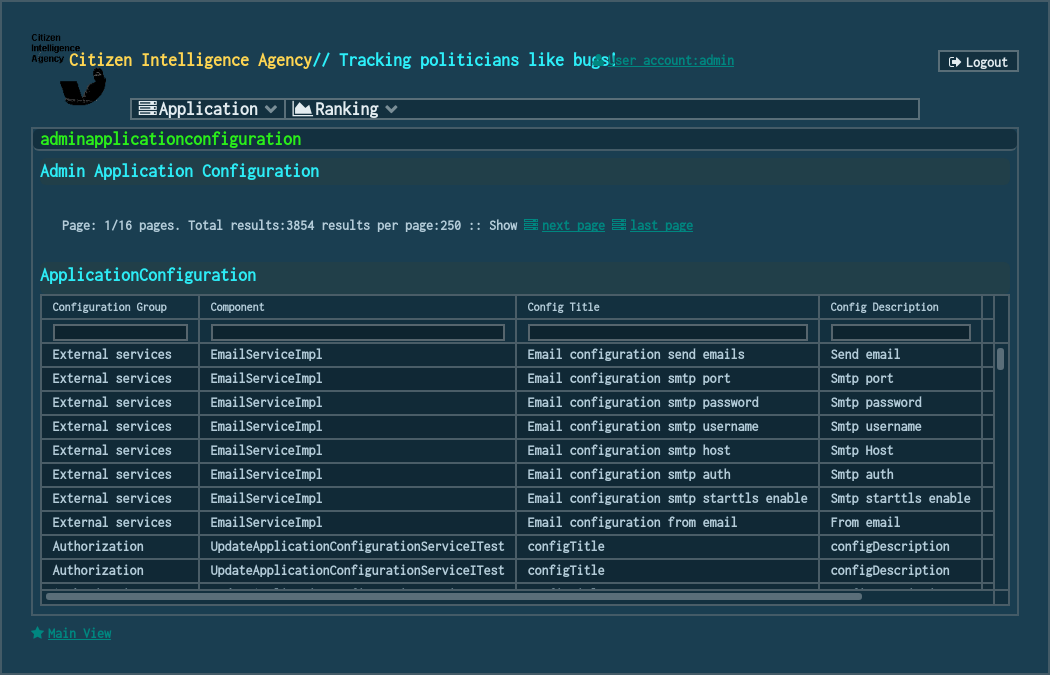 Citizen
Intelligence
Agency
Citizen Intelligence Agency// Tracking politicians like bugs!
User account:admin
Logout
Application
Ranking
adminapplicationconfiguration
Admin Application Configuration
Page: 1/16 pages. Total results:3854 results per page:250 :: Show next page last page
ApplicationConfiguration
Configuration Group Component Config Title Config Description
External services EmailServiceImpl Email configuration send emails Send email
External services EmailServiceImpl Email configuration smtp port Smtp port
External services EmailServiceImpl Email configuration smtp password Smtp password
External services EmailServiceImpl Email configuration smtp username Smtp username
External services EmailServiceImpl Email configuration smtp host Smtp Host
External services EmailServiceImpl Email configuration smtp auth Smtp auth
External services EmailServiceImpl Email configuration smtp starttls enable Smtp starttls enable
External services EmailServiceImpl Email configuration from email From email
Authorization UpdateApplicationConfigurationServiceITest configTitle configDescription
Authorization UpdateApplicationConfigurationServiceITest configTitle configDescription
Main View